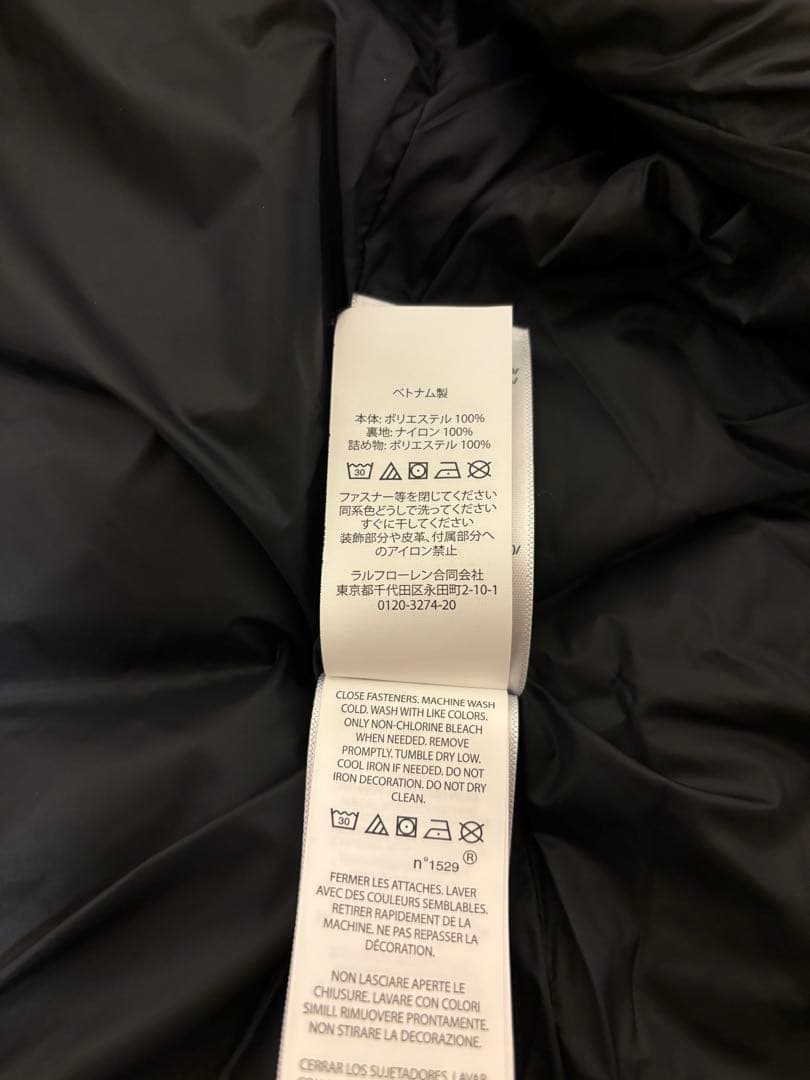 ベトナム製
本体: ポリエステル 100%
裏地: ナイロン 100%
詰め物: ポリエステル 100%
30
ファスナー等を閉じてください
同系色どうしで洗ってください
すぐに干してください
装飾部分や皮革、付属部分へ
のアイロン禁止
ラルフローレン合同会社
東京都千代田区永田町2-10-1
0120-3274-20
CLOSE FASTENERS. MACHINE WASH
COLD. WASH WITH LIKE COLORS.
ONLY NON-CHLORINE BLEACH
WHEN NEEDED. REMOVE
PROMPTLY. TUMBLE DRY LOW.
COOL IRON IF NEEDED. DO NOT
IRON DECORATION. DO NOT DRY
CLEAN.
30
n°1529 ®
FERMER LES ATTACHES. LAVER
AVEC DES COULEURS SEMBLABLES.
RETIRER RAPIDEMENT DE LA
MACHINE. NE PAS REPASSER LA
DÉCORATION.
NON LASCIARE APERTE LE
CHIUSURE. LAVARE CON COLORI
SIMILI. RIMUOVERE PRONTAMENTE.
NON STIRARE LA DECORAZIONE.
CERRAR LOS SUJETADORES. LAVAR